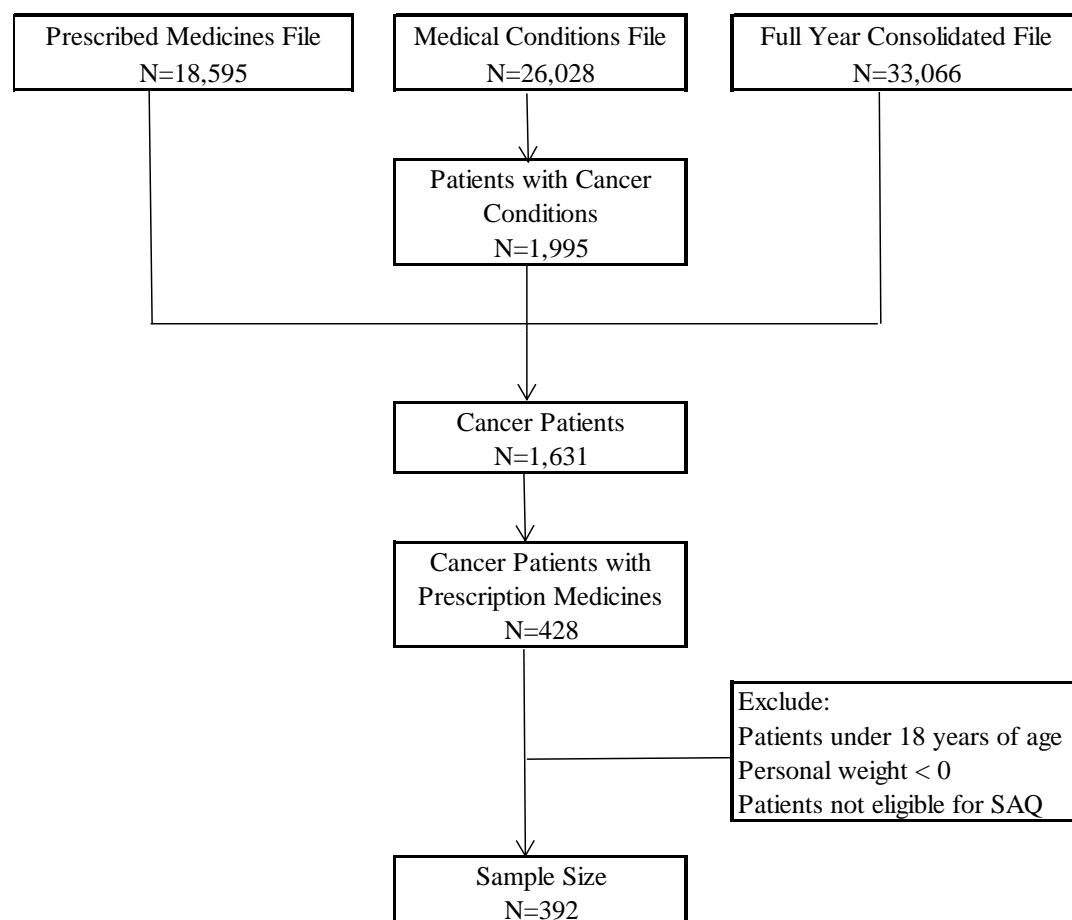 Prescribed Medicines File
N=18,595
Medical Conditions File
N=26,028
Full Year Consolidated File
N=33,066
Patients with Cancer
Conditions
N=1,995
Cancer Patients
N=1,631
Cancer Patients with
Prescription Medicines
N=428
Exclude:
Patients under 18 years of age
Personal weight < 0
Patients not eligible for SAQ
Sample Size
N=392